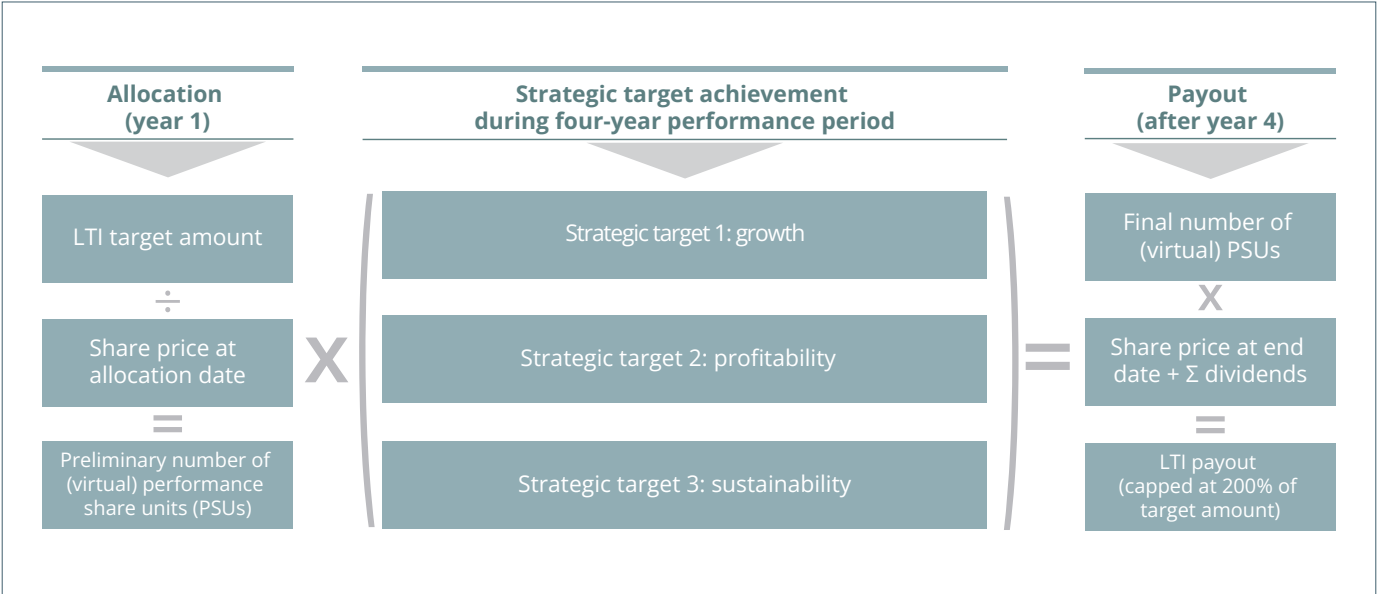 Allocation
(year 1)
LTI target amount
÷
Share price at
allocation date
=
Preliminary number of
(virtual) performance
share units (PSUs)
X
Strategic target achievement
during four-year performance period
Strategic target 1: growth
Strategic target 2: profitability
Strategic target 3: sustainability
=
Payout
(after year 4)
Final number of
(virtual) PSUs
X
Share price at end
date + Σ dividends
=
LTI payout
(capped at 200% of
target amount)